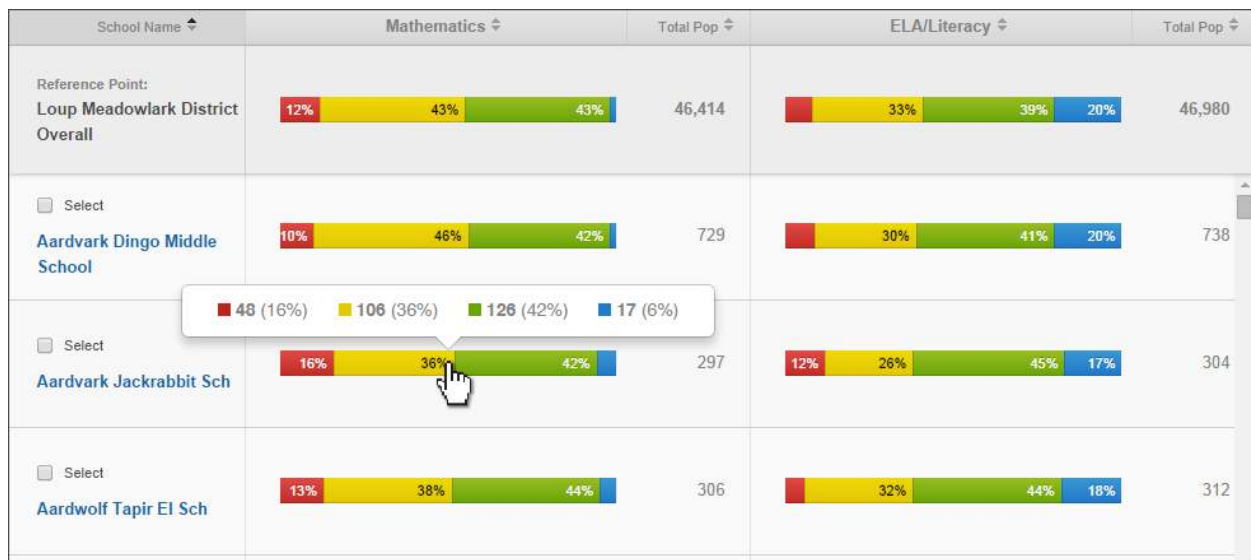 School Name Mathematics Total Pop ELA/Literacy Total Pop
Reference Point:
Loup Meadowlark District
Overall
12% 43% 43% 46,414 33% 39% 20% 46,980
Select
Aardvark Dingo Middle
School
10% 46% 42% 729 30% 41% 20% 738
48 (16%) 106 (36%) 126 (42%) 17 (6%)
Select
Aardvark Jackrabbit Sch
16% 36% 42% 297 12% 26% 45% 17% 304
Select
Aardwolf Tapir El Sch
13% 38% 44% 306 32% 44% 18% 312